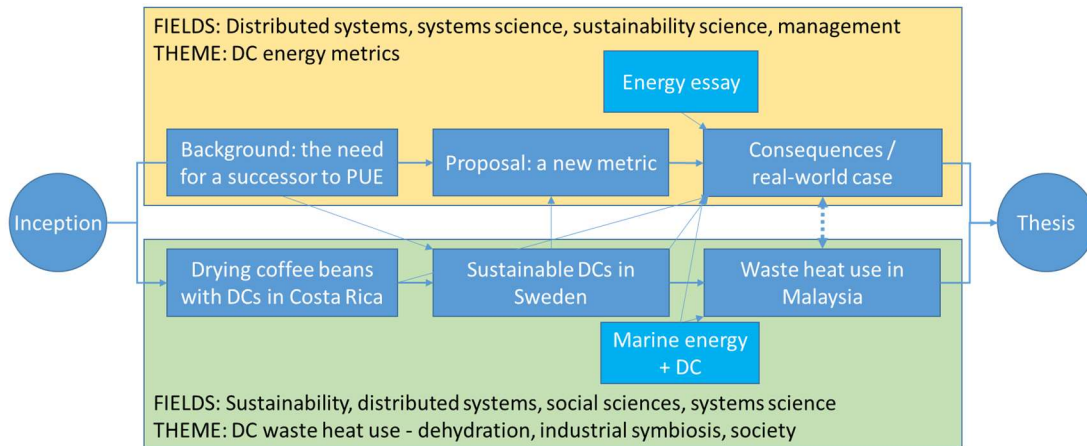 FIELDS: Distributed systems, systems science, sustainability science, management
THEME: DC energy metrics
Energy essay
Background: the need
for a successor to PUE
Proposal: a new metric
Consequences /
real-world case
Inception
Thesis
Drying coffee beans
with DCs in Costa Rica
Sustainable DCs in
Sweden
Waste heat use in
Malaysia
Marine energy
+ DC
FIELDS: Sustainability, distributed systems, social sciences, systems science
THEME: DC waste heat use - dehydration, industrial symbiosis, society